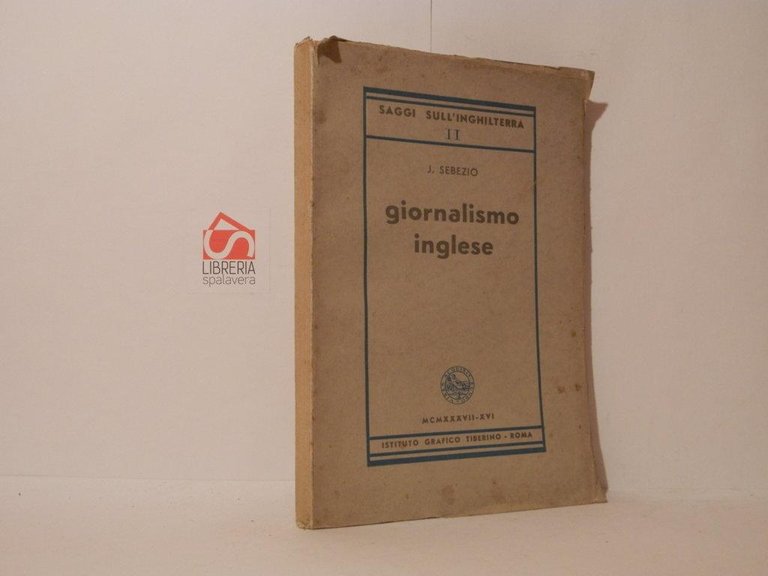 SAGGI SULL'INGHILTERRA
II
J. SEBEZIO
giornalismo
inglese
MCMXXXVII-XVI
ISTITUTO GRAFICO TIBERINO - ROMA
LIBRERIA
spalavera